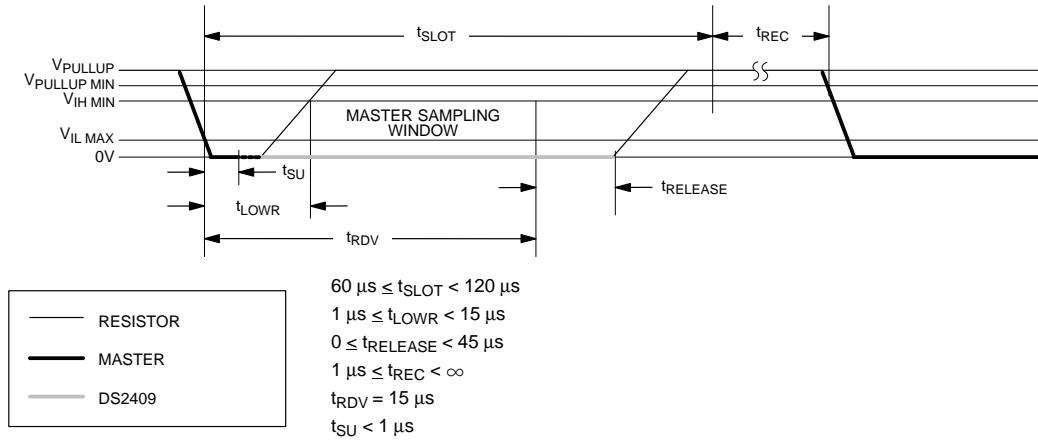 tSLOT
tREC
VPULLUP
VPULLUP MIN
VIH MIN
MASTER SAMPLING
WINDOW
VIL MAX
0V
tSU
tRELEASE
tLOWR
tRDV
60 μs ≤ tSLOT < 120 μs
1 μs ≤ tLOWR < 15 μs
0 ≤ tRELEASE < 45 μs
1 μs ≤ tREC < ∞
tRDV = 15 μs
tSU < 1 μs
RESISTOR
MASTER
DS2409